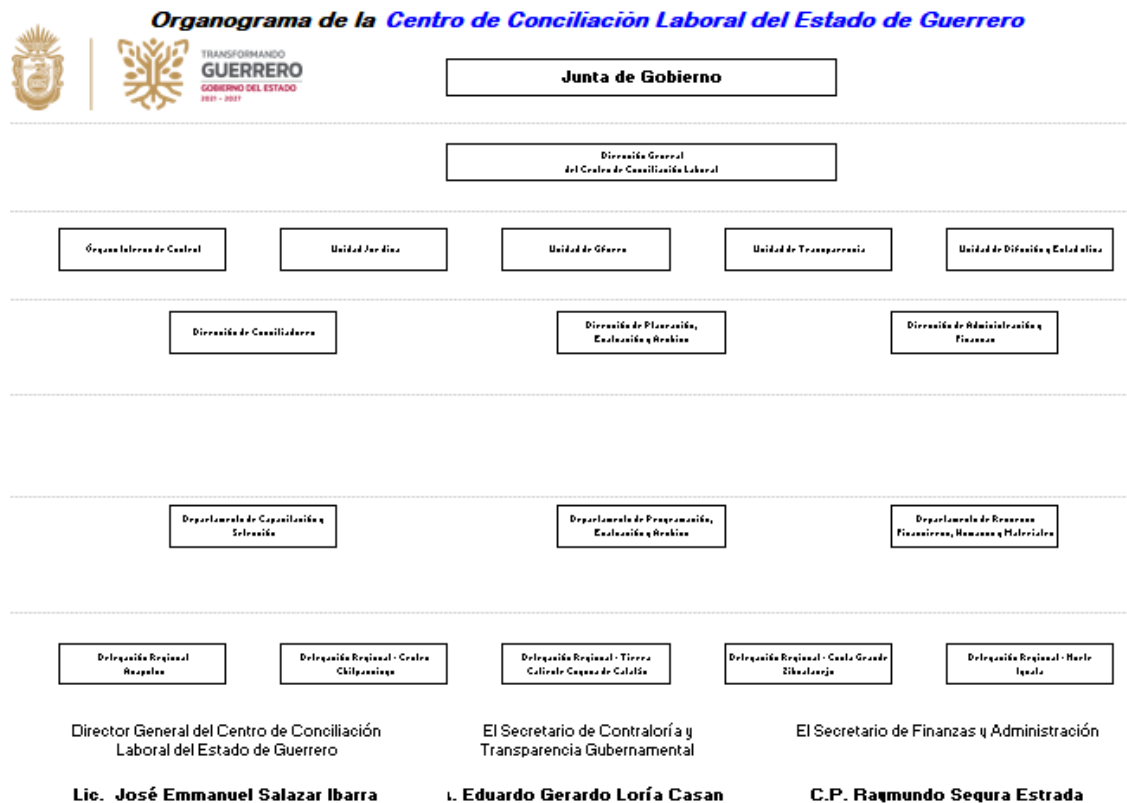 Organograma de la Centro de Conciliación Laboral del Estado de Guerrero
TRANSFORMANDO
GUERRERO
GOBIERNO DEL ESTADO
2021 - 2027
Junta de Gobierno
Dirección General
del Centro de Conciliación Laboral
Órgano Interno de Control
Unidad Jurídica
Unidad de Género
Unidad de Transparencia
Unidad de Difusión y Estadística
Dirección de Conciliadores
Dirección de Planeación,
Evaluación y Archivo
Dirección de Administración y
Finanzas
Departamento de Capacitación y
Selección
Departamento de Programación,
Evaluación y Archivo
Departamento de Recursos
Financieros, Humanos y Materiales
Delegación Regional
Acapulco
Delegación Regional - Centro
Chilpancingo
Delegación Regional - Tierra
Caliente Coyuca de Catalán
Delegación Regional - Costa Grande
Zihuatanejo
Delegación Regional - Norte
Iguala
Director General del Centro de Conciliación
Laboral del Estado de Guerrero
El Secretario de Contraloría y
Transparencia Gubernamental
El Secretario de Finanzas y Administración
Lic. José Emmanuel Salazar Ibarra
. Eduardo Gerardo Loría Casan
C.P. Raymundo Segura Estrada